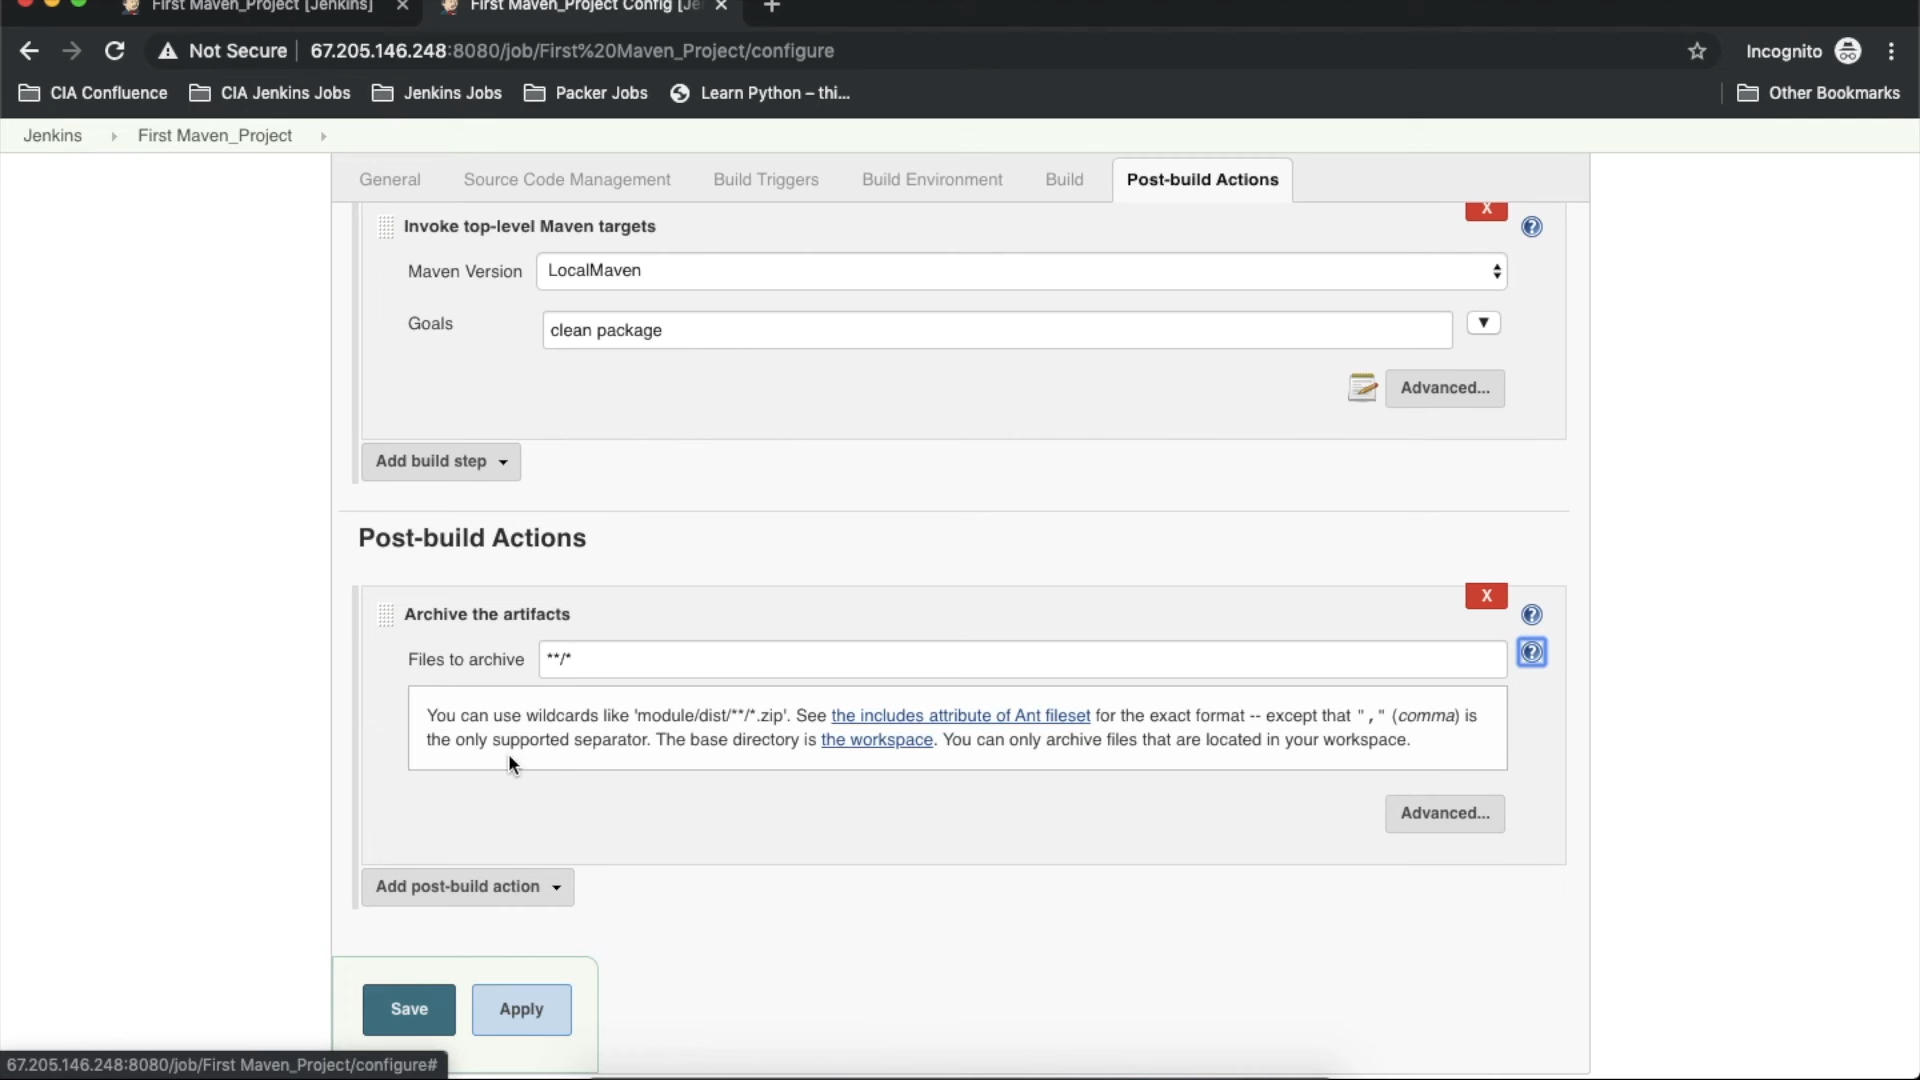 First Maven_Project [Jenkins]
First Maven_Project Config [Je
Not Secure
67.205.146.248:8080/job/First%20Maven_Project/configure
Incognito
CIA Confluence
CIA Jenkins Jobs
Jenkins Jobs
Packer Jobs
Learn Python – thi...
Other Bookmarks
Jenkins
First Maven_Project
General
Source Code Management
Build Triggers
Build Environment
Build
Post-build Actions
X
Invoke top-level Maven targets
Maven Version
LocalMaven
Goals
clean package
Advanced...
Add build step
Post-build Actions
X
Archive the artifacts
Files to archive
**/*
You can use wildcards like 'module/dist/**/*.zip'. See the includes attribute of Ant fileset for the exact format -- except that "," (comma) is
the only supported separator. The base directory is the workspace. You can only archive files that are located in your workspace.
Advanced...
Add post-build action
Save
Apply
67.205.146.248:8080/job/First Maven_Project/configure#